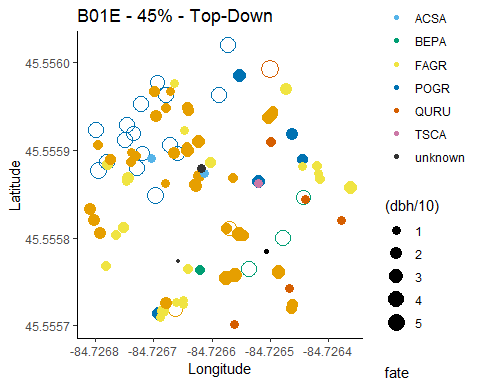 B01E - 45% - Top-Down
Latitude
45.5560
45.5559
45.5558
45.5557
-84.7268
-84.7267
-84.7266
-84.7265
-84.7264
Longitude
ACSA
BEPA
FAGR
POGR
QURU
TSCA
unknown
(dbh/10)
1
2
3
4
5
fate